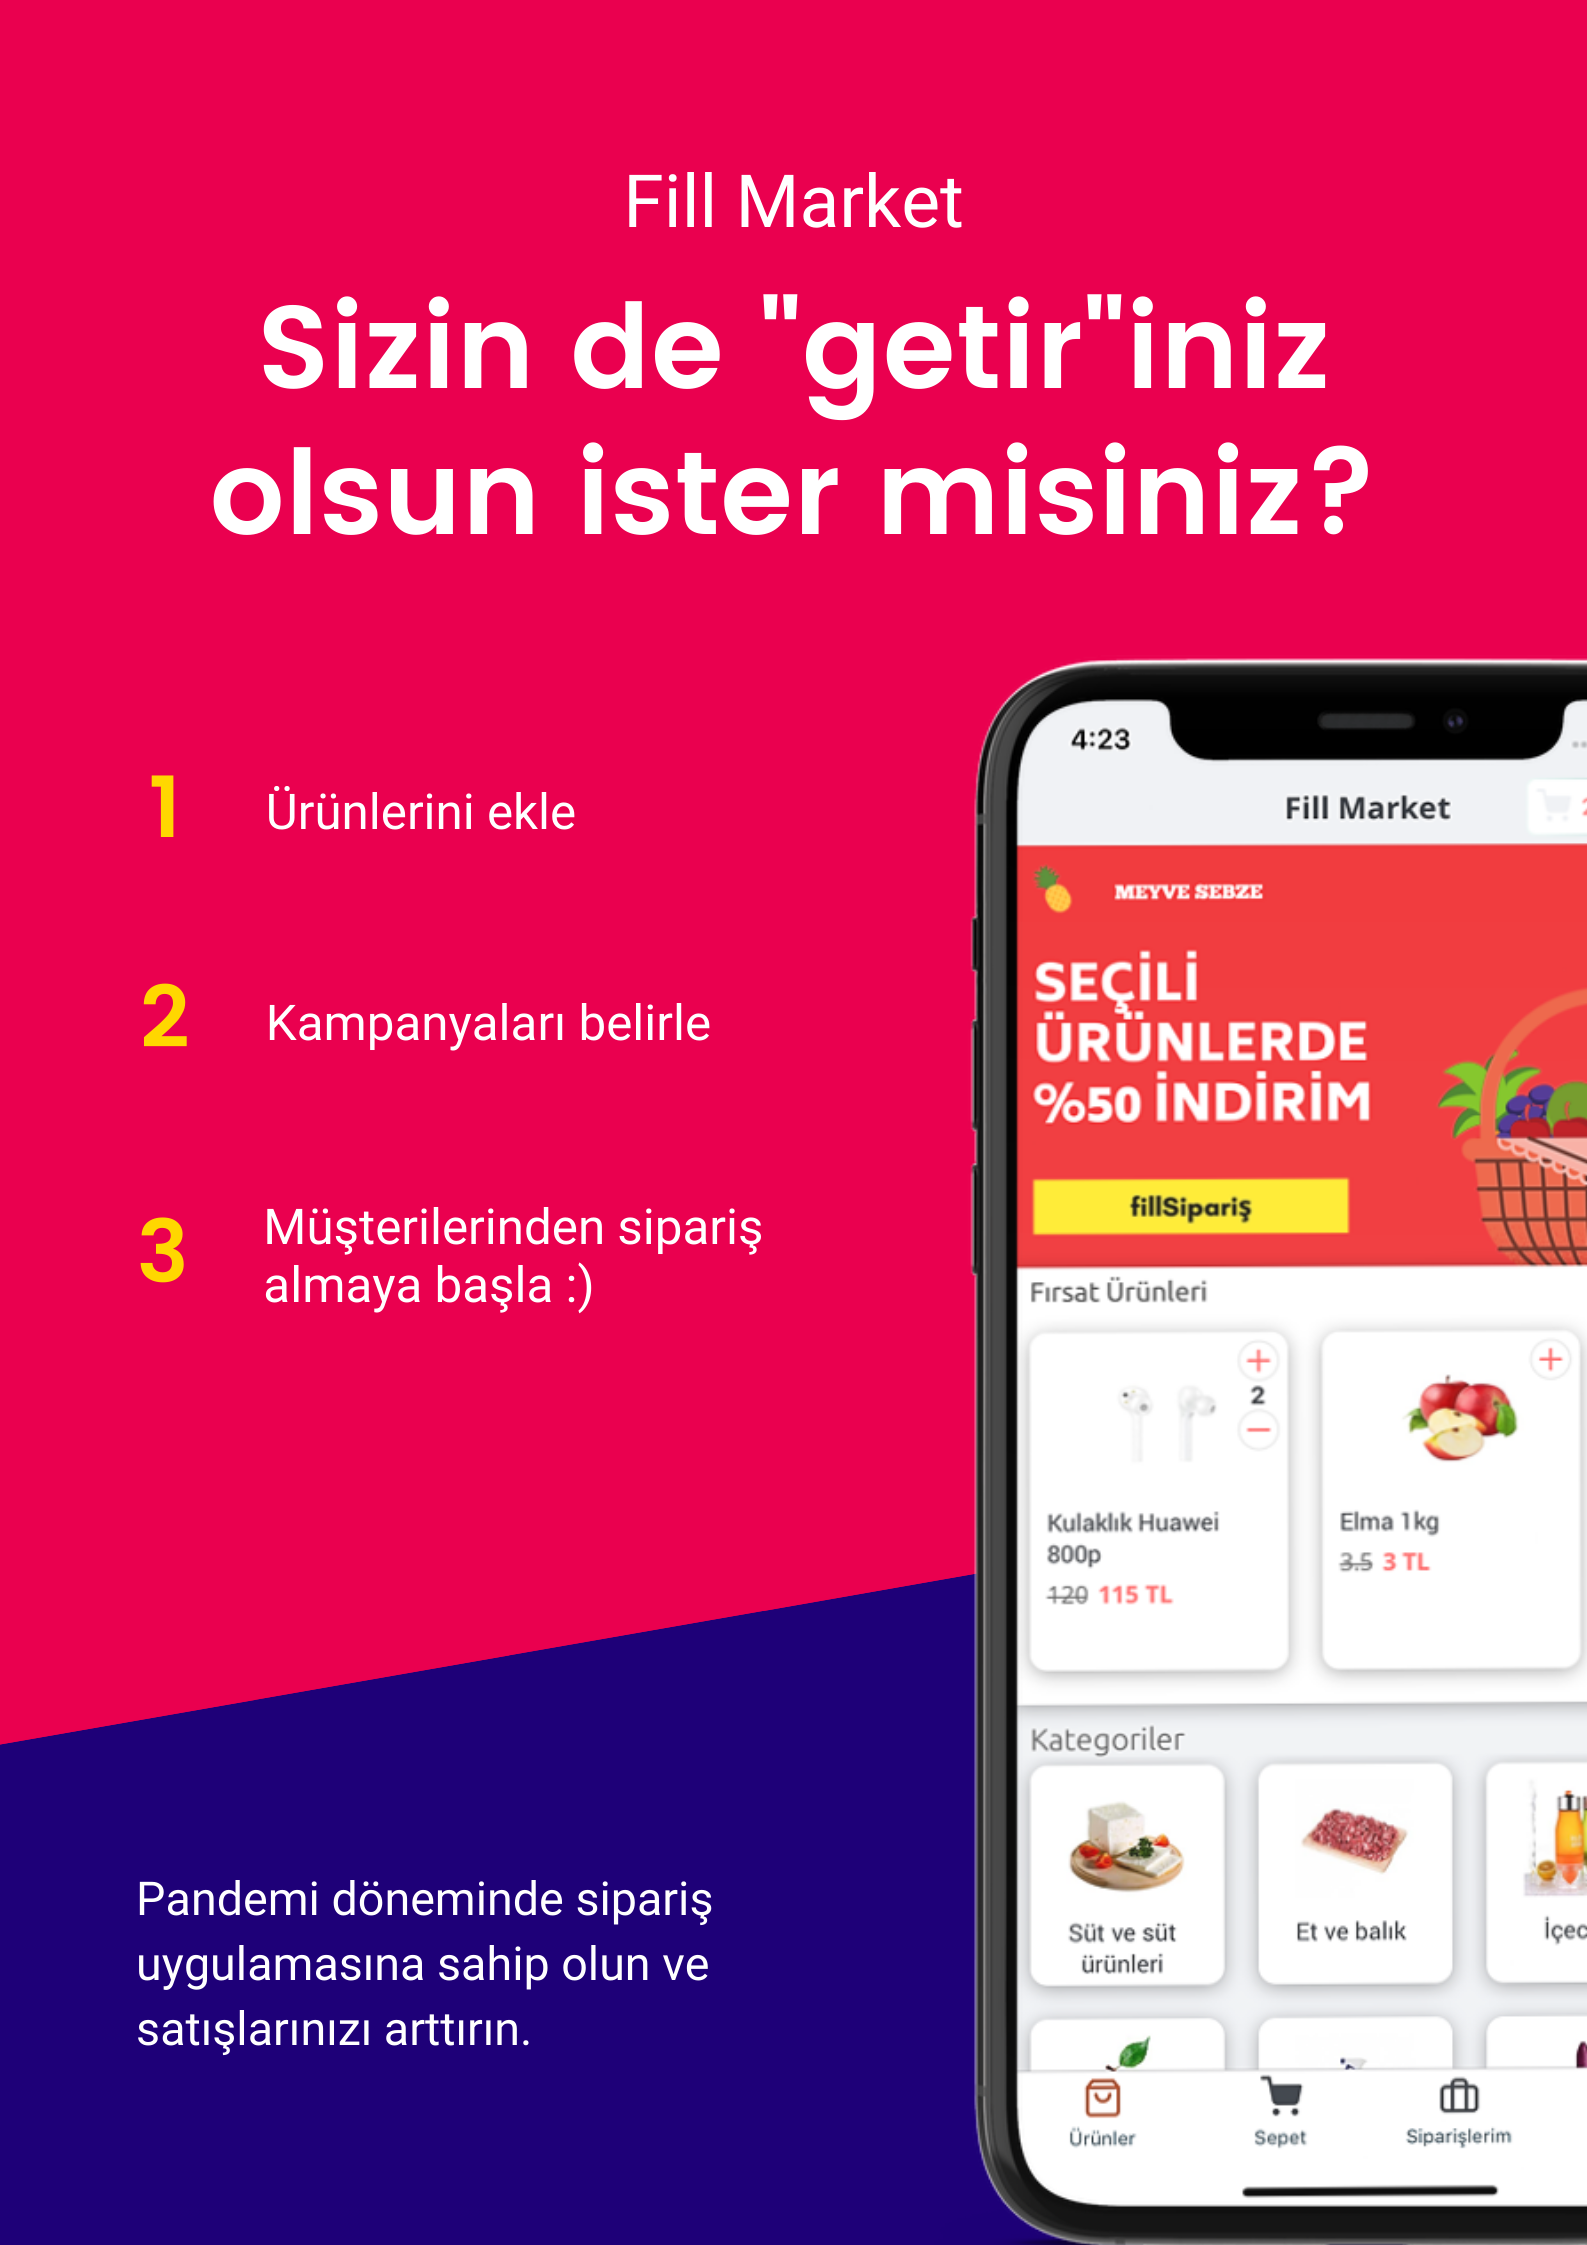 Fill Market
Sizin de "getir"iniz
olsun ister misiniz?
1 Ürünlerini ekle
2 Kampanyaları belirle
3 Müşterilerinden sipariş
almaya başla :)
Pandemi döneminde sipariş
uygulamasına sahip olun ve
satışlarınızı arttırın.
4:23
Fill Market
MEYVE SEBZE
SEÇİLİ
ÜRÜNLERDE
%50 İNDİRİM
fillSipariş
Fırsat Ürünleri
2
Kulaklık Huawei
800p
120 115 TL
Elma 1kg
3.5 3 TL
Kategoriler
Süt ve süt
ürünleri
Et ve balık
Ürünler
Sepet
Siparişlerim